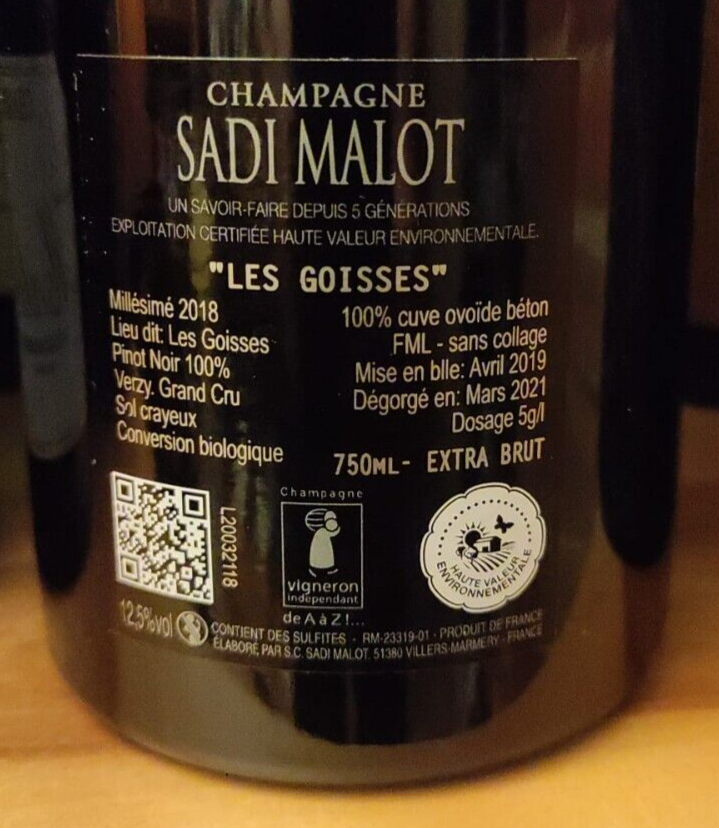 CHAMPAGNE
SADI MALOT
UN SAVOIR-FAIRE DEPUIS 5 GÉNERATIONS
EXPLOITATION CERTIFIÉE HAUTE VALEUR ENVIRONNEMENTALE.
"LES GOISSES"
Millésimé 2018
Lieu dit: Les Goisses
Pinot Noir 100%
Verzy. Grand Cru
Sol crayeux
Conversion biologique
100% cuve ovoïde béton
FML - sans collage
Mise en blle: Avril 2019
Dégorgé en: Mars 2021
Dosage 5g/l
750ML- EXTRA BRUT
L20032118
Champagne
vigneron
indépendant
de A à Z !...
HAUTE VALEUR
ENVIRONNEMENTALE
12,5%vol
CONTIENT DES SULFITES - RM-23319-01 - PRODUIT DE FRANCE
ÉLABORÉ PAR S.C. SADI MALOT. 51380 VILLERS-MARMERY - FRANCE